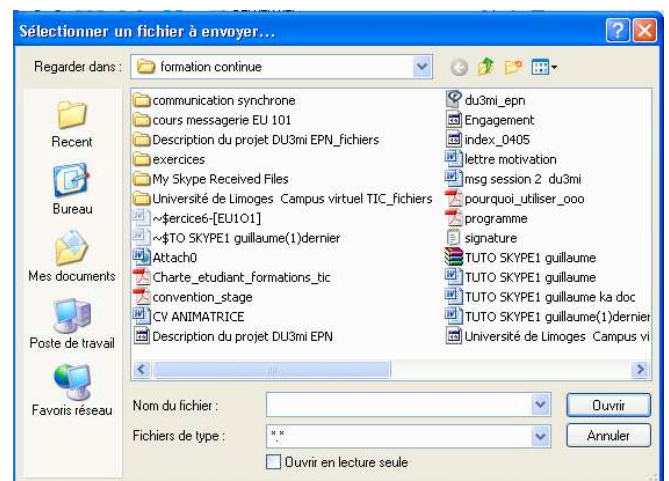 Sélectionner un fichier à envoyer...
Regarder dans :
formation continue
Recent
Bureau
Mes documents
Poste de travail
Favoris réseau
communication synchrone
cours messagerie EU 101
Description du projet DU3mi EPN_fichiers
exercices
My Skype Received Files
Université de Limoges Campus virtuel TIC_fichiers
~$ercice6-[EU1O1]
~$TO SKYPE1 guillaume(1)dernier
Attach0
Charte_etudiant_formations_tic
convention_stage
CV ANIMATRICE
Description du projet DU3mi EPN
du3mi_epn
Engagement
index_0405
lettre motivation
msg session 2 du3mi
pourquoi_utiliser_ooo
programme
signature
TUTO SKYPE1 guillaume
TUTO SKYPE1 guillaume
TUTO SKYPE1 guillaume ka doc
TUTO SKYPE1 guillaume(1)dernier
Université de Limoges Campus vi
Nom du fichier :
Ouvrir
Fichiers de type :
*.*
Annuler
Ouvrir en lecture seule